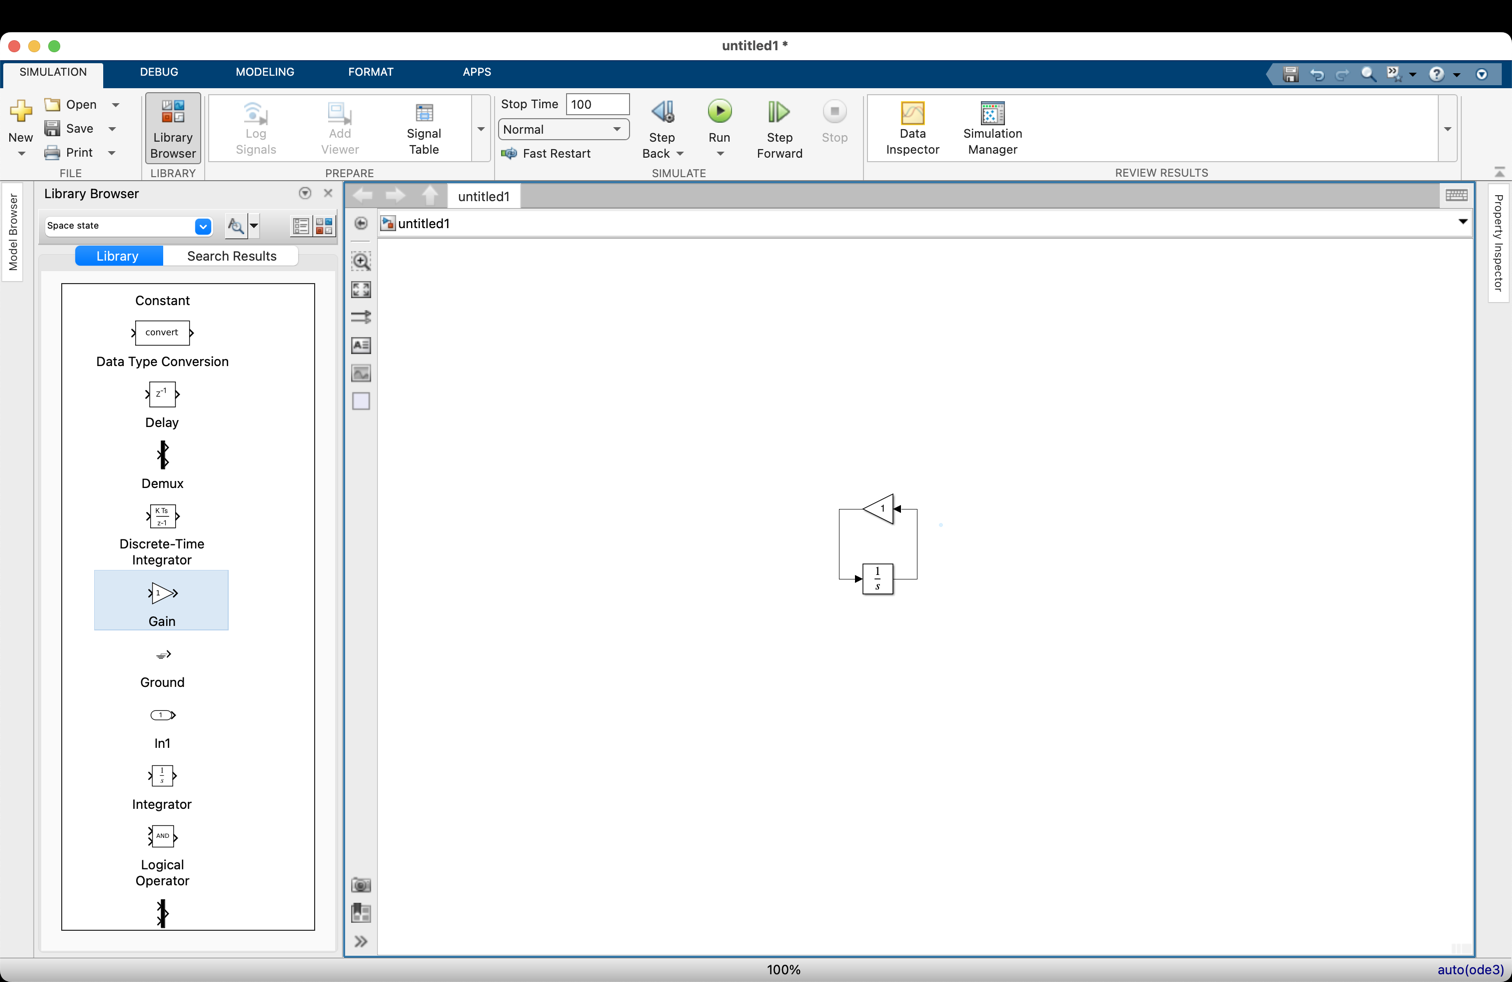 untitled1 *
SIMULATION
DEBUG
MODELING
FORMAT
APPS
New
Open
Save
Print
FILE
Library
Browser
LIBRARY
Log
Signals
Add
Viewer
Signal
Table
PREPARE
Stop Time 100
Normal
Fast Restart
Step
Back
Run
Step
Forward
Stop
SIMULATE
Data
Inspector
Simulation
Manager
REVIEW RESULTS
Model Browser
Library Browser
Space state
Library
Search Results
Constant
convert
Data Type Conversion
z-1
Delay
Demux
K Ts
z-1
Discrete-Time
Integrator
1
Gain
Ground
1
In1
1
s
Integrator
AND
Logical
Operator
untitled1
untitled1
1
1
s
Property Inspector
100%
auto(ode3)